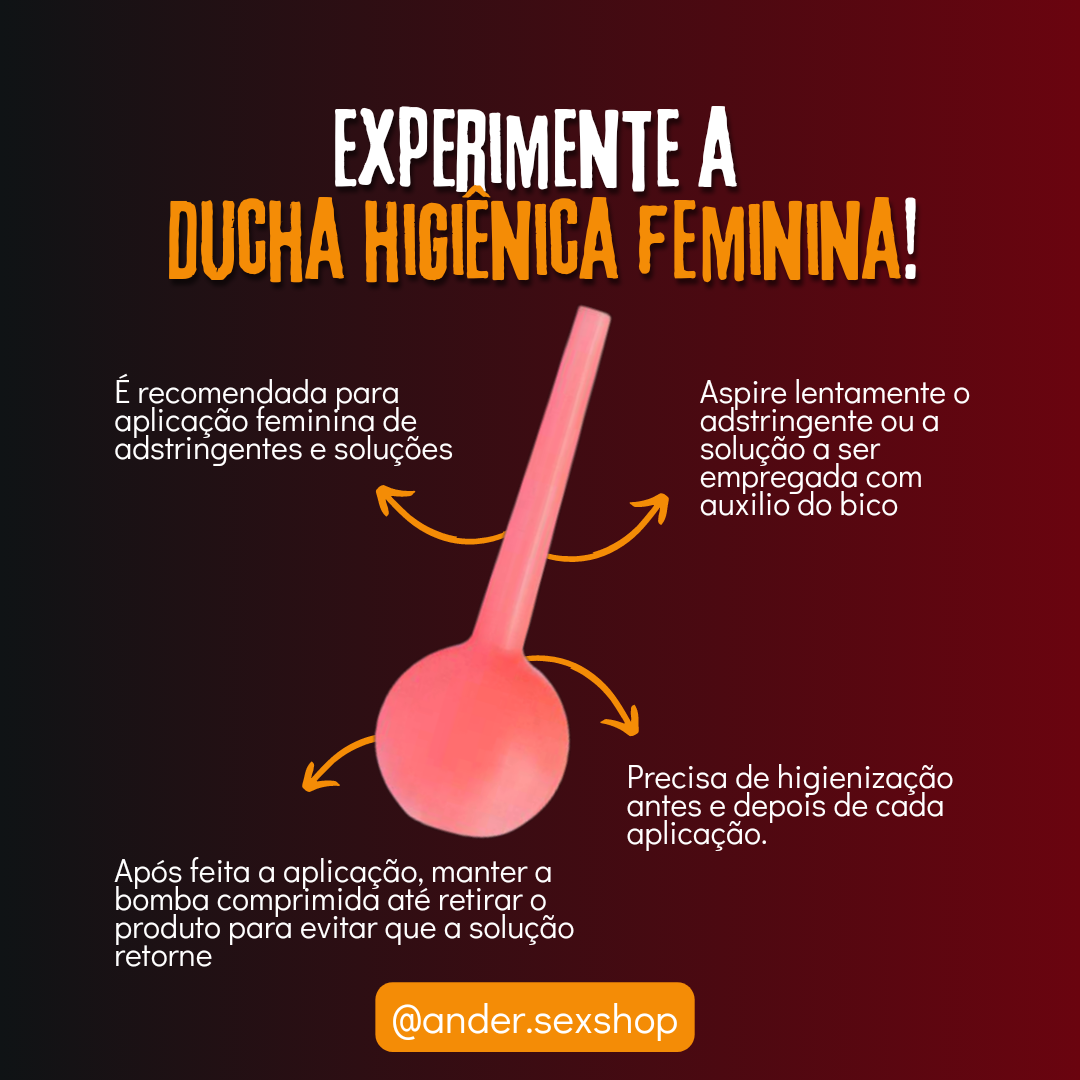 EXPERIMENTE A
DUCHA HIGIÊNICA FEMININA!
É recomendada para
aplicação feminina de
adstringentes e soluções
Aspire lentamente o
adstringente ou a
solução a ser
empregada com
auxilio do bico
Precisa de higienização
antes e depois de cada
aplicação.
Após feita a aplicação, manter a
bomba comprimida até retirar o
produto para evitar que a solução
retorne
@ander.sexshop